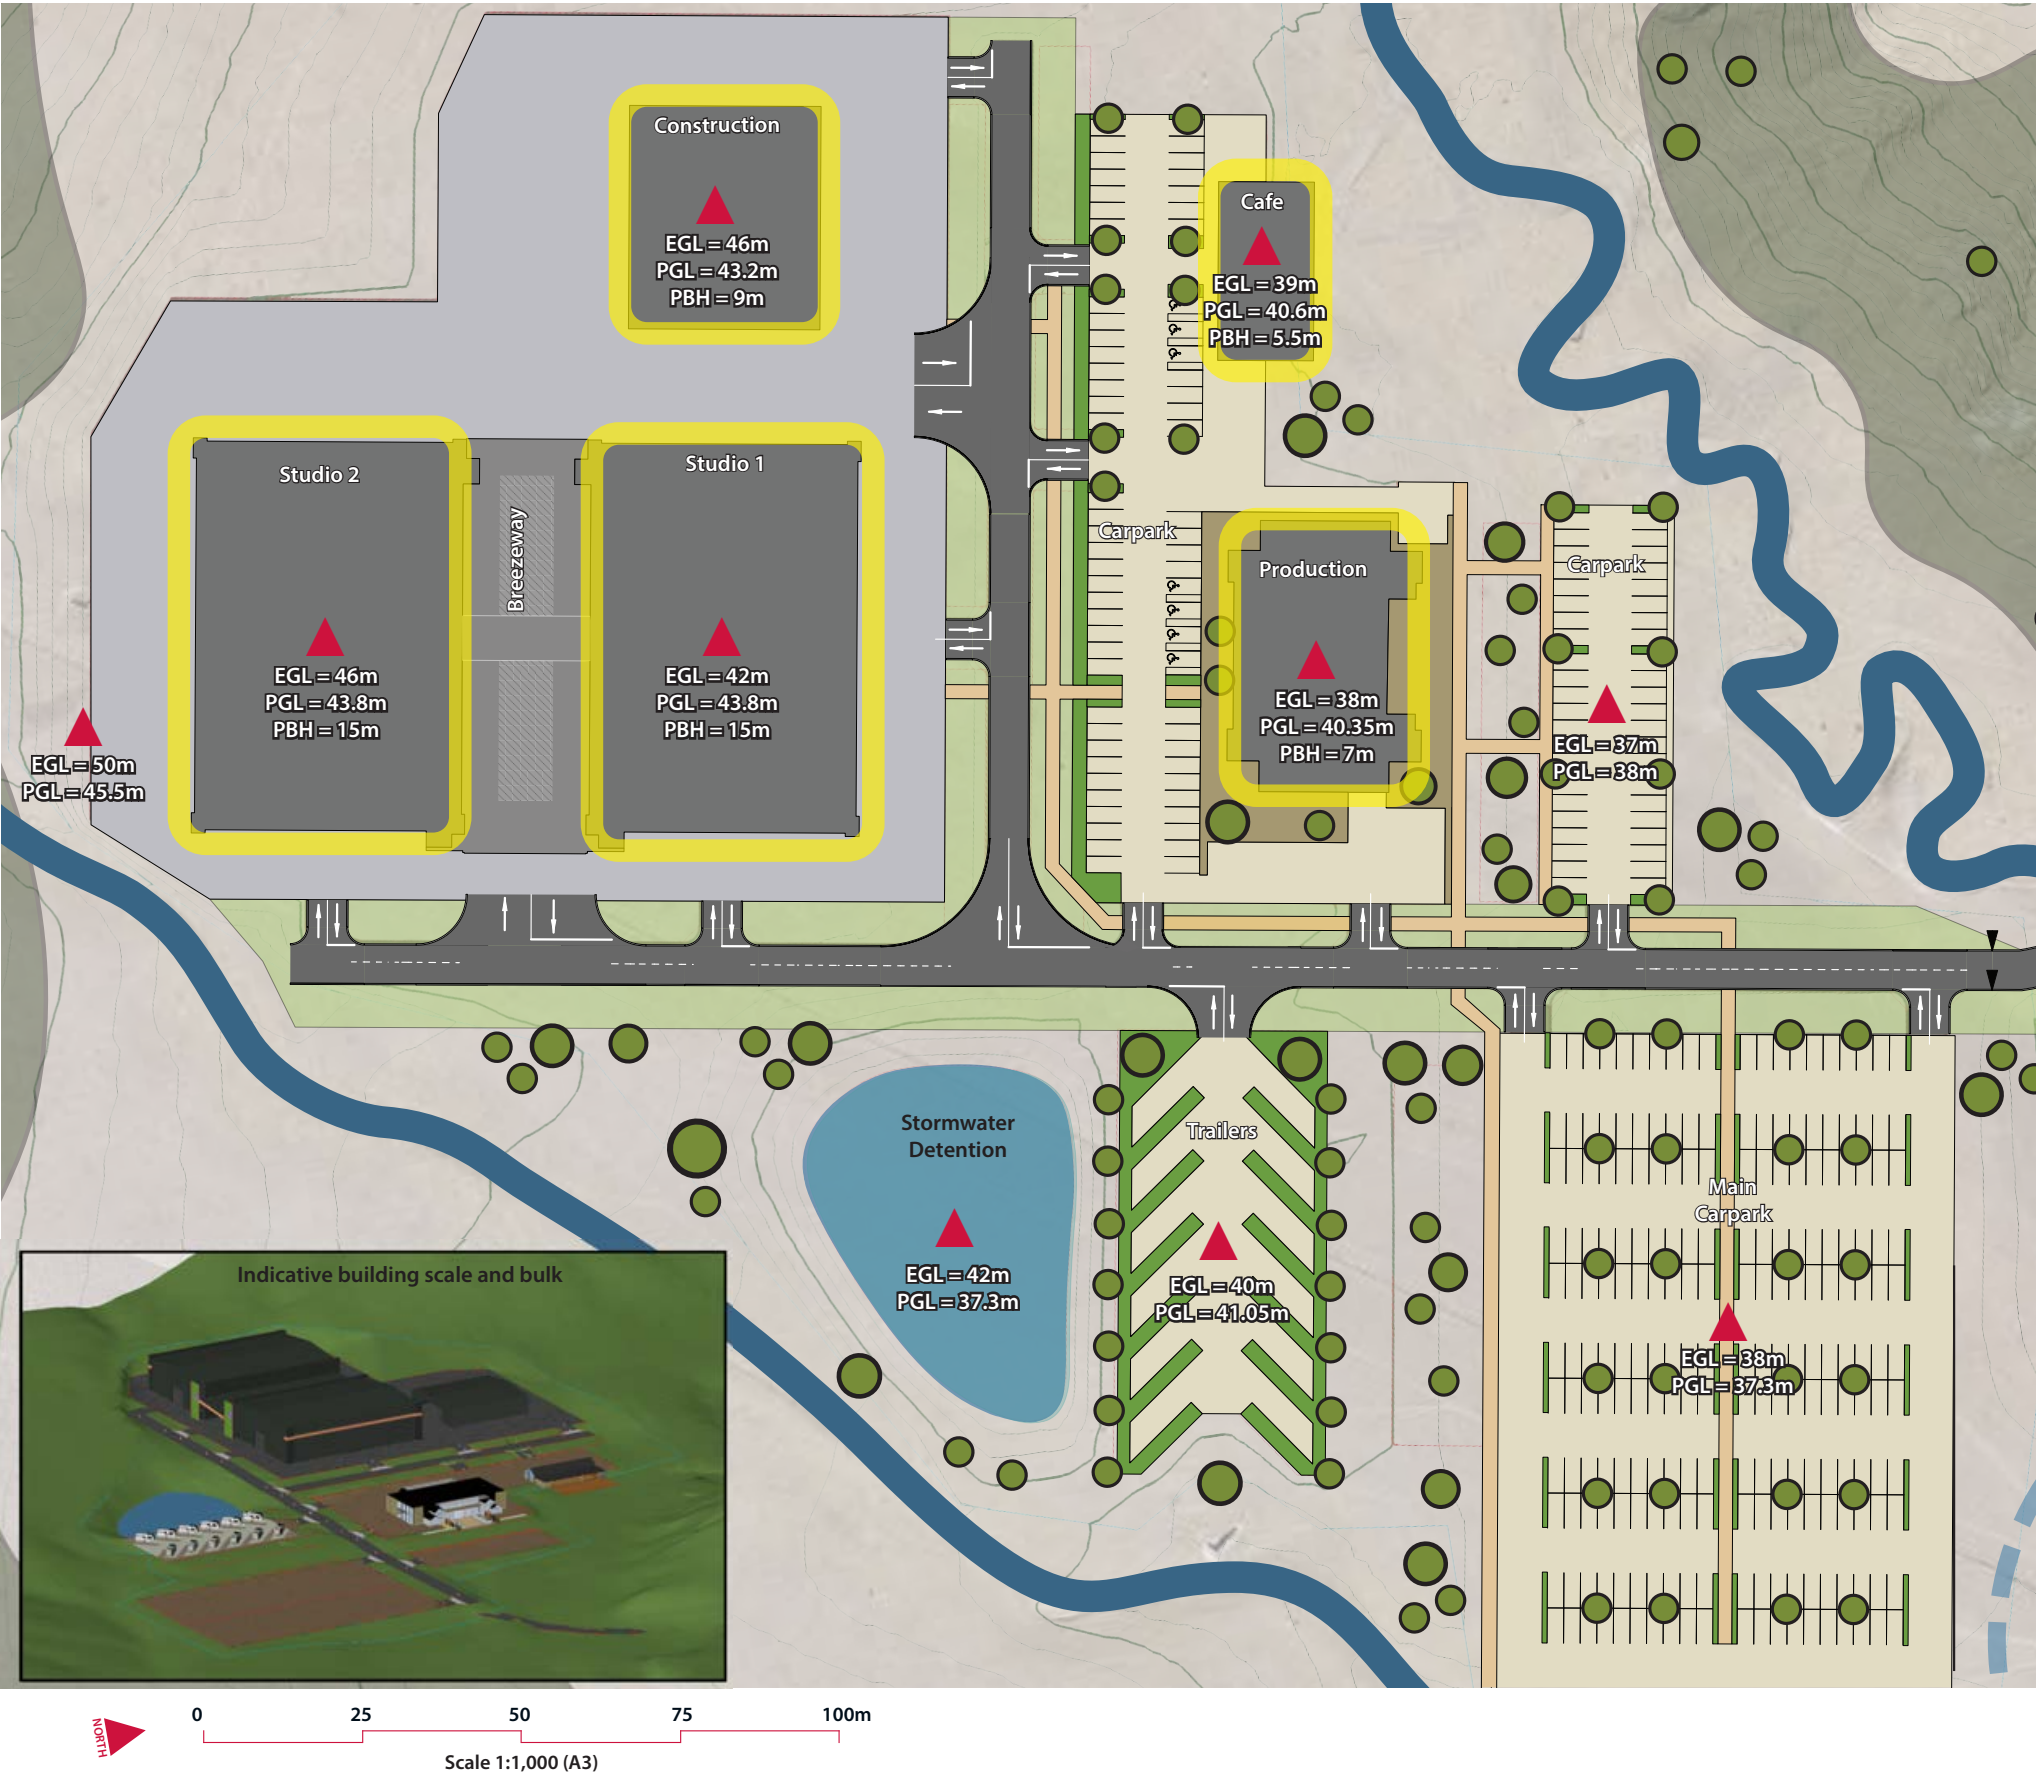 Construction
EGL = 46m
PGL = 43.2m
PBH = 9m
Cafe
EGL = 39m
PGL = 40.6m
PBH = 5.5m
Studio 2
EGL = 46m
PGL = 43.8m
PBH = 15m
Breezeway
Studio 1
EGL = 42m
PGL = 43.8m
PBH = 15m
Carpark
Production
EGL = 38m
PGL = 40.35m
PBH = 7m
Carpark
EGL = 37m
PGL = 38m
EGL = 50m
PGL = 45.5m
Stormwater
Detention
EGL = 42m
PGL = 37.3m
Trailers
EGL = 40m
PGL = 41.05m
Main
Carpark
EGL = 38m
PGL = 37.3m
Indicative building scale and bulk
NORTH
0 25 50 75 100m
Scale 1:1,000 (A3)